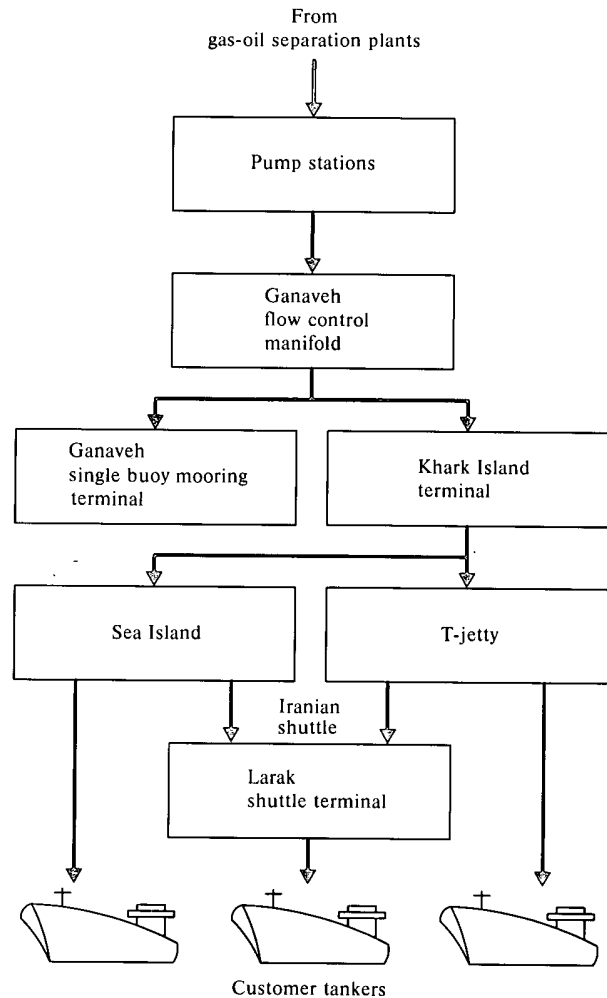 From
gas-oil separation plants
Pump stations
Ganaveh
flow control
manifold
Ganaveh
single buoy mooring
terminal
Khark Island
terminal
Sea Island
T-jetty
Iranian
shuttle
Larak
shuttle terminal
Customer tankers